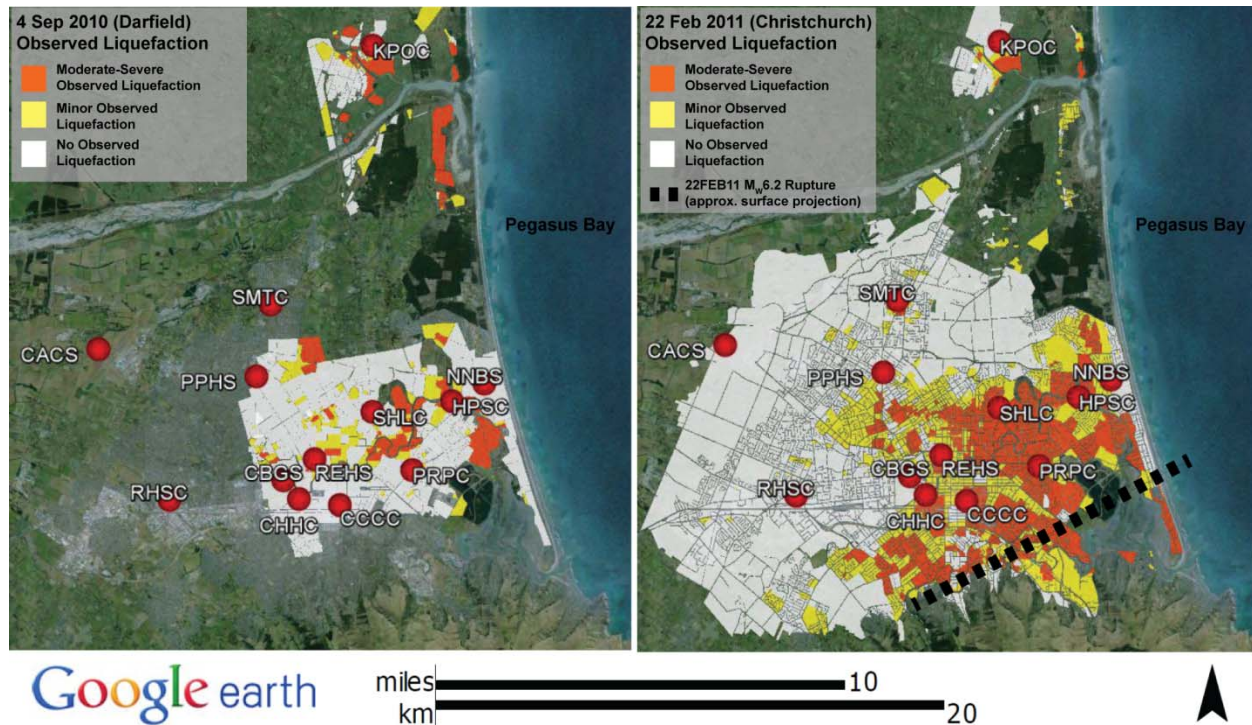 4 Sep 2010 (Darfield)
Observed Liquefaction
Moderate-Severe
Observed Liquefaction
Minor Observed
Liquefaction
No Observed
Liquefaction
KPOC
Pegasus Bay
SMTC
CACS
PPHS
NNBS
HPSC
SHLC
CBGS
REHS
PRPC
RHSC
CHHC
CCCC
22 Feb 2011 (Christchurch)
Observed Liquefaction
Moderate-Severe
Observed Liquefaction
Minor Observed
Liquefaction
No Observed
Liquefaction
22FEB11 MW6.2 Rupture
(approx. surface projection)
KPOC
Pegasus Bay
SMTC
CACS
PPHS
NNBS
HPSC
SHLC
CBGS
REHS
PRPC
RHSC
CHHC
CCCC
Google earth
miles 10
km 20